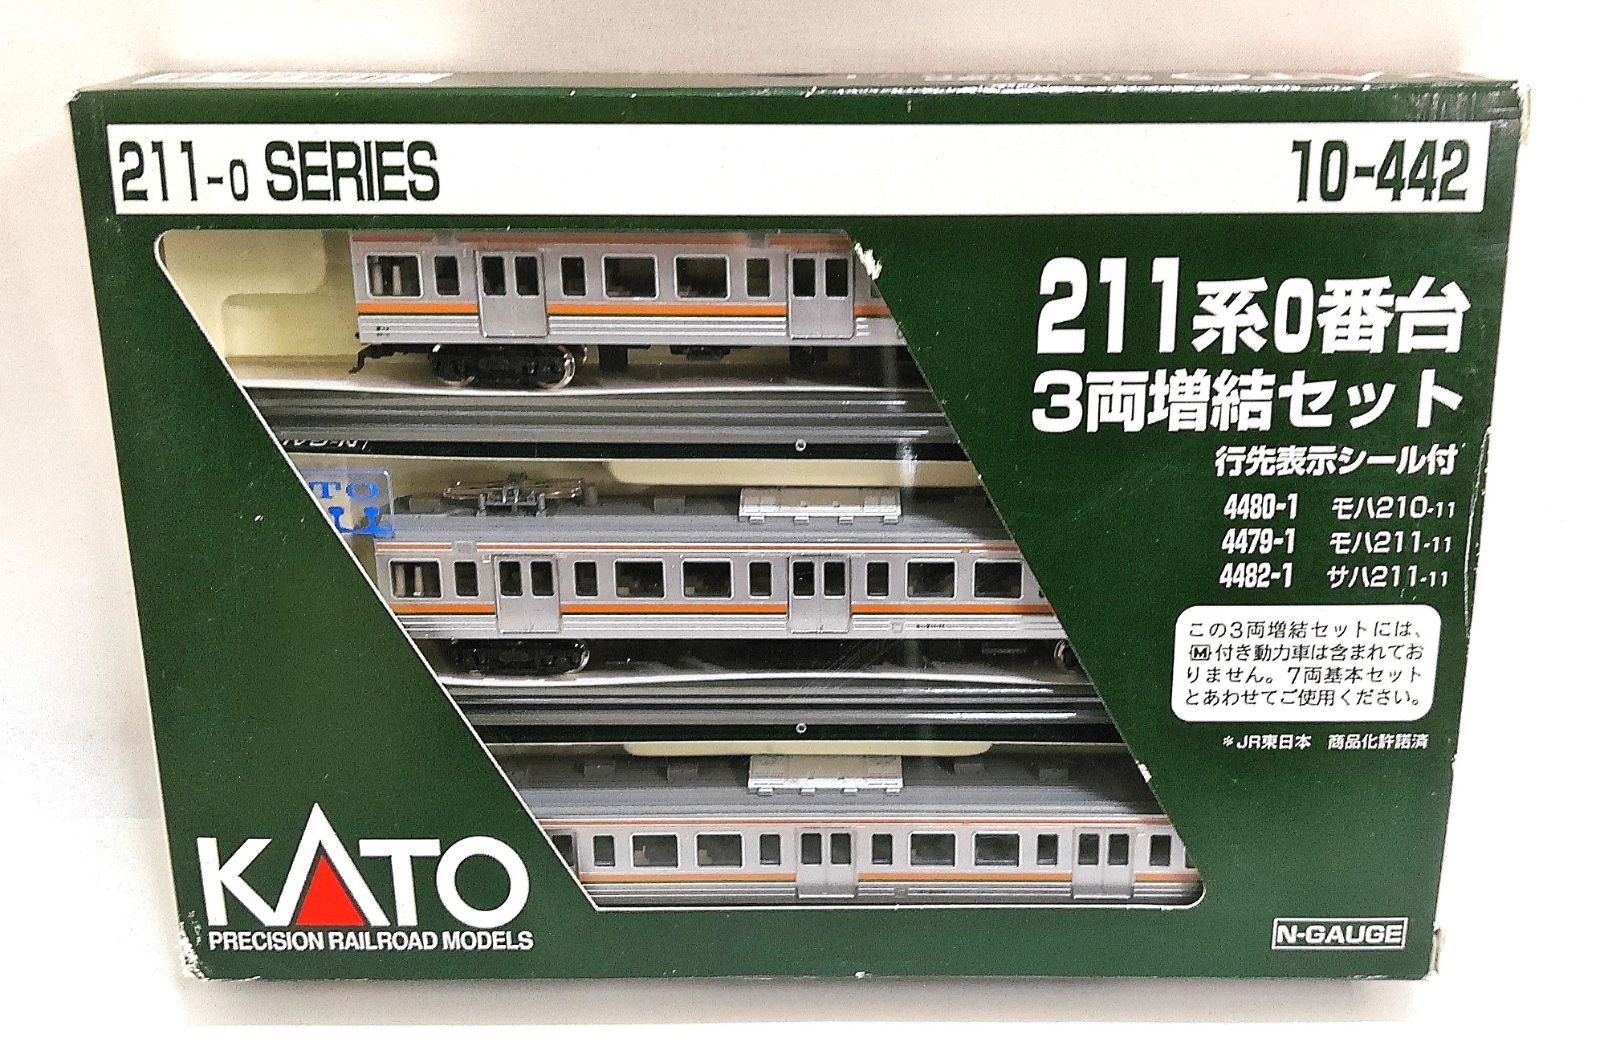 211-0 SERIES
10-442
211系0番台
3両増結セット
行先表示シール付
4480-1 モハ210-11
4479-1 モハ211-11
4482-1 サハ211-11
この3両増結セットには、
M付き動力車は含まれてお
りません。7両基本セット
とあわせてご使用ください。
*JR東日本 商品化許諾済
TO
KATO
PRECISION RAILROAD MODELS
N-GAUGE